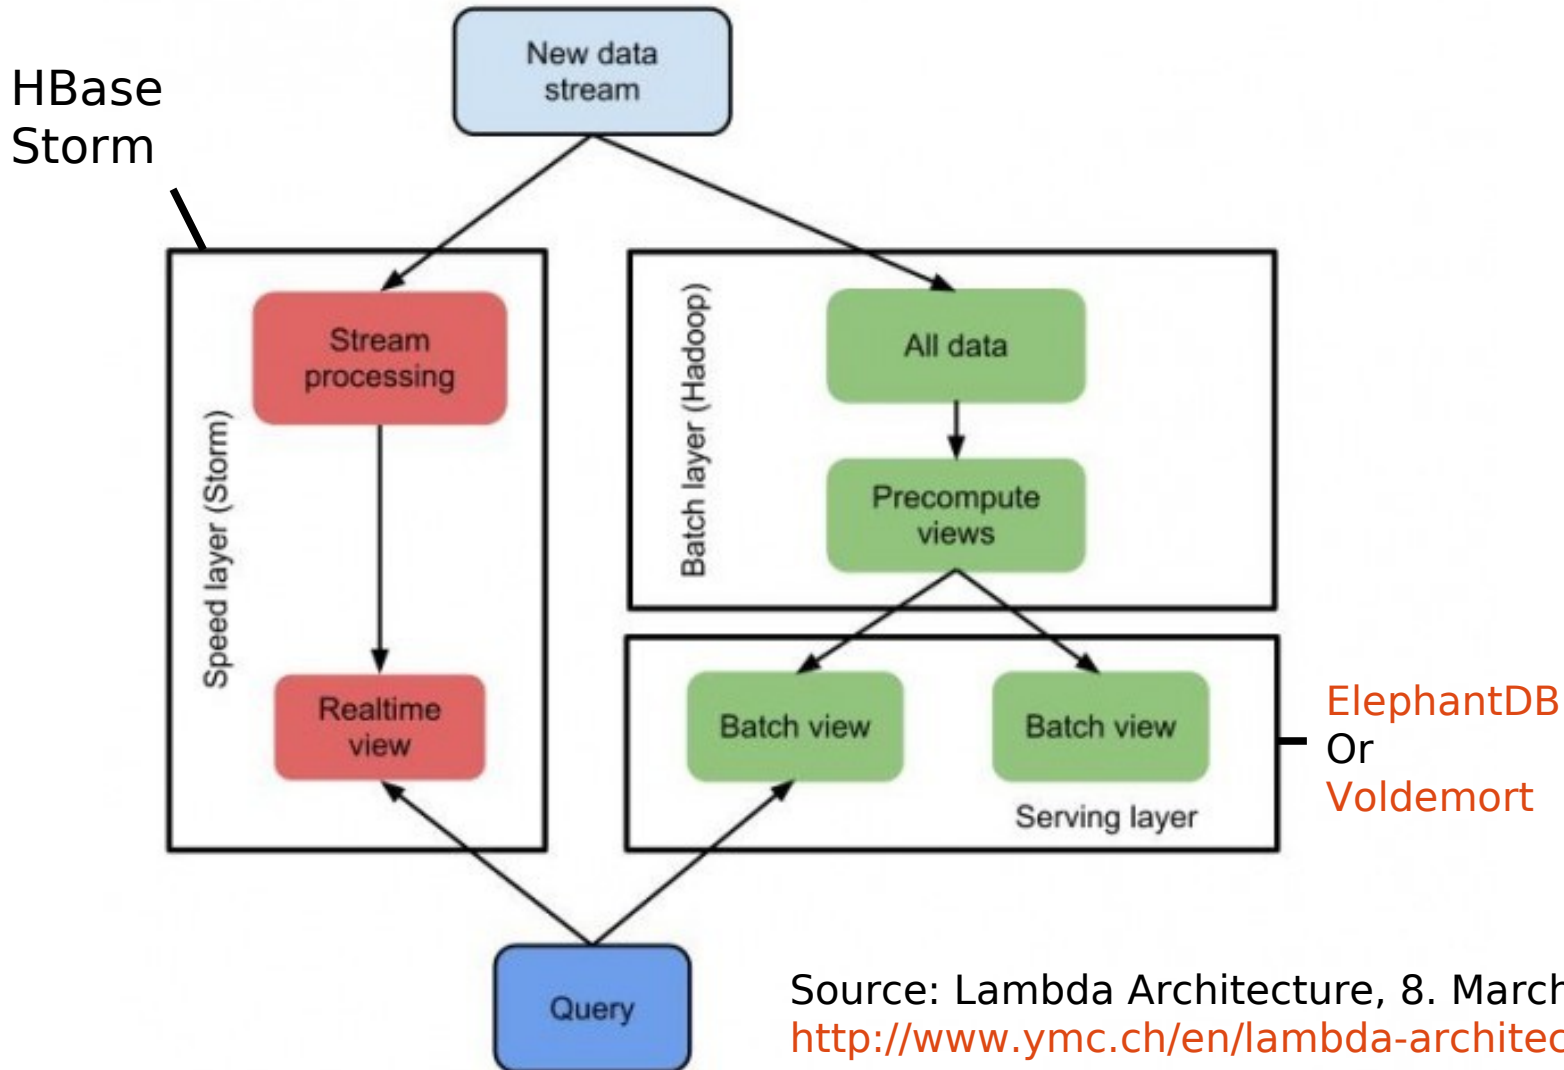 New data
stream
HBase
Storm
Speed layer (Storm)
Stream
processing
Realtime
view
Batch layer (Hadoop)
All data
Precompute
views
Batch view
Batch view
Serving layer
ElephantDB
Or
Voldemort
Query
Source: Lambda Architecture, 8. March
http://www.ymc.ch/en/lambda-architec